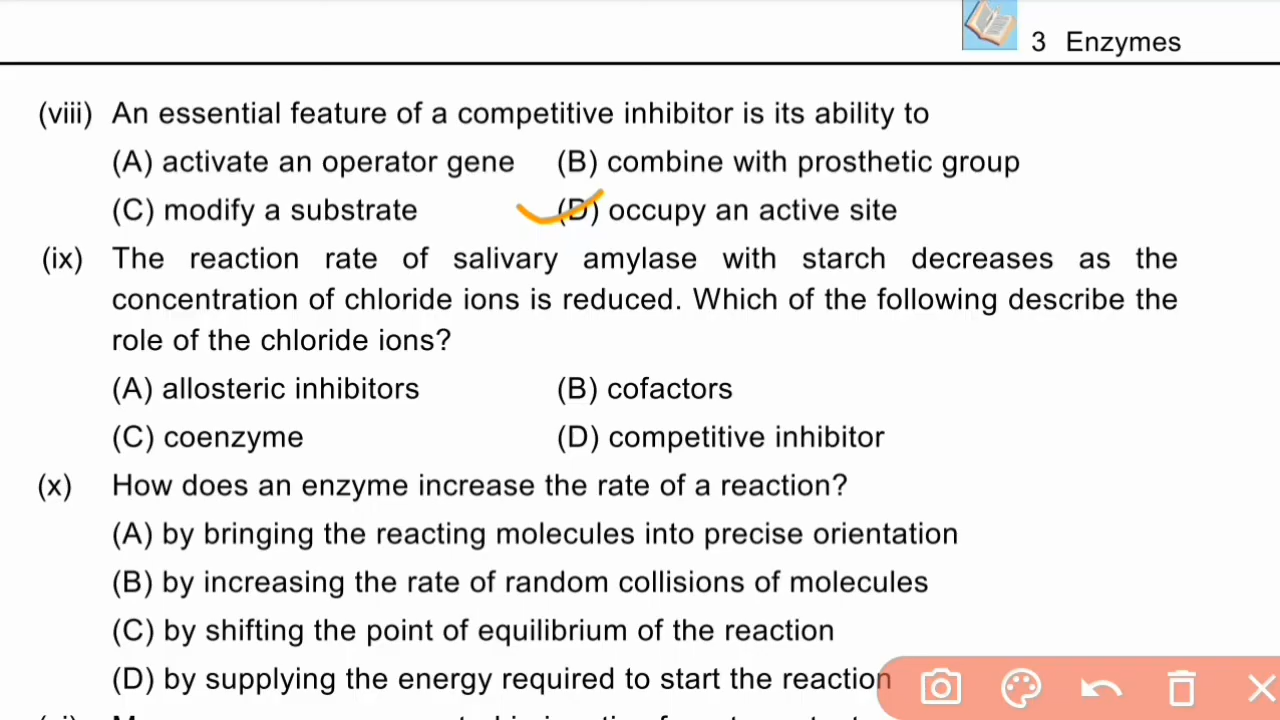 3 Enzymes
(viii) An essential feature of a competitive inhibitor is its ability to
(A) activate an operator gene (B) combine with prosthetic group
(C) modify a substrate (D) occupy an active site
(ix) The reaction rate of salivary amylase with starch decreases as the
concentration of chloride ions is reduced. Which of the following describe the
role of the chloride ions?
(A) allosteric inhibitors (B) cofactors
(C) coenzyme (D) competitive inhibitor
(x) How does an enzyme increase the rate of a reaction?
(A) by bringing the reacting molecules into precise orientation
(B) by increasing the rate of random collisions of molecules
(C) by shifting the point of equilibrium of the reaction
(D) by supplying the energy required to start the reaction